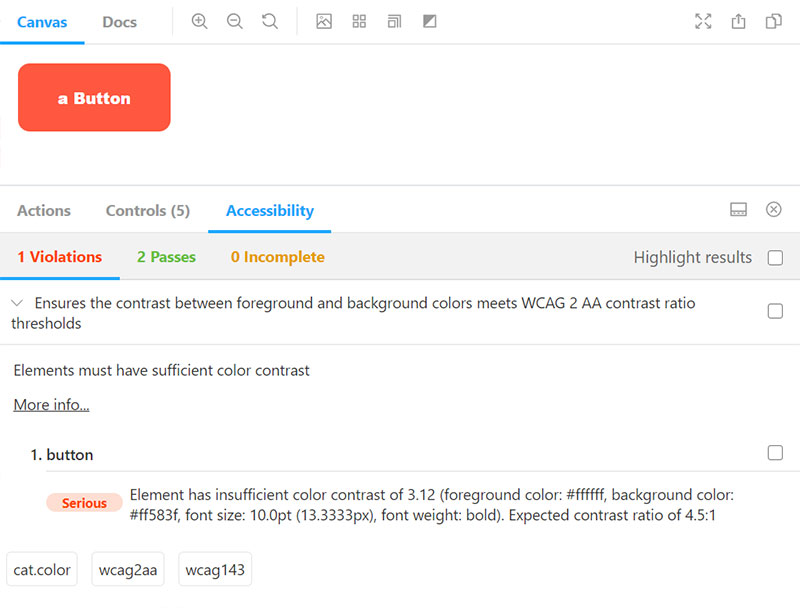 Canvas Docs
a Button
Actions Controls (5) Accessibility
1 Violations 2 Passes 0 Incomplete Highlight results
Ensures the contrast between foreground and background colors meets WCAG 2 AA contrast ratio
thresholds
Elements must have sufficient color contrast
More info...
1. button
Serious Element has insufficient color contrast of 3.12 (foreground color: #ffffff, background color:
#ff583f, font size: 10.0pt (13.3333px), font weight: bold). Expected contrast ratio of 4.5:1
cat.color wcag2aa wcag143